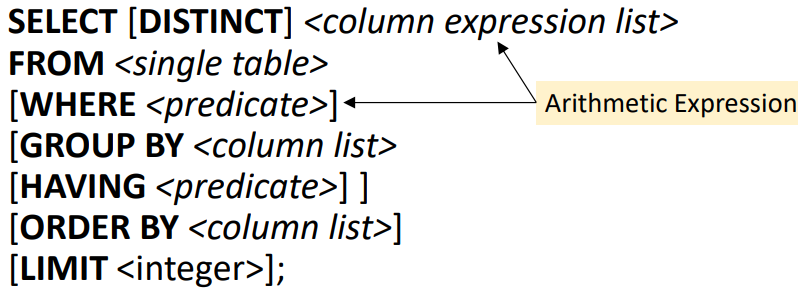 SELECT [DISTINCT] <column expression list>
FROM <single table>
[WHERE <predicate>]
Arithmetic Expression
[GROUP BY <column list>
[HAVING <predicate>] ]
[ORDER BY <column list>]
[LIMIT <integer>];